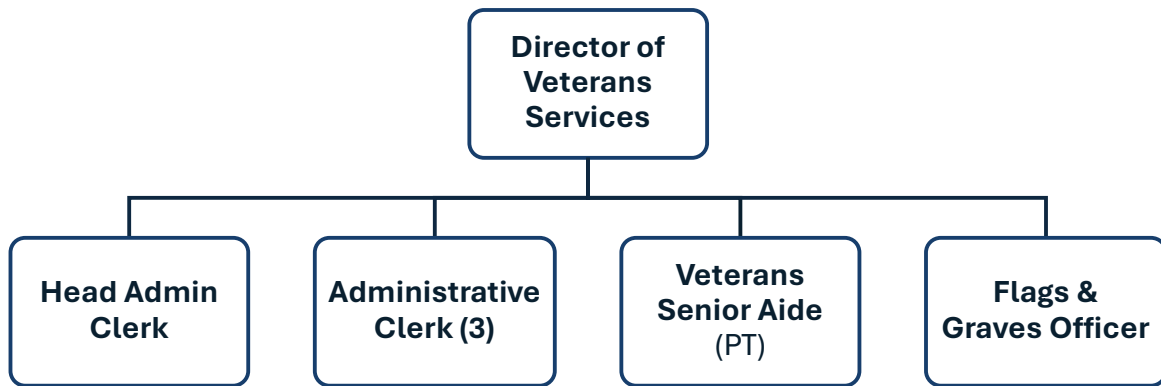 Director of
Veterans
Services
Head Admin
Clerk
Administrative
Clerk (3)
Veterans
Senior Aide
(PT)
Flags &
Graves Officer